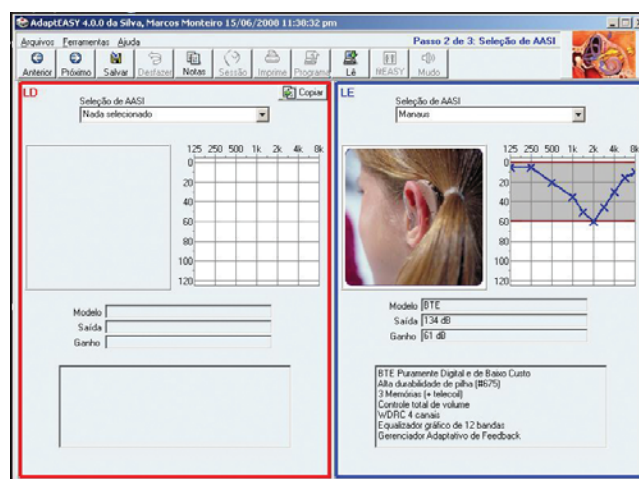 AdaptEASY 4.0.0 da Silva, Marcos Monteiro 15/06/2008 11:38:32 pm
Arquivos Ferramentas Ajuda
Passo 2 de 3: Seleção de AASI
Anterior Próximo Salvar Desfazer Notas Sessão Imprime Programa Lê fitEASY Mudo
LD
Copiar
Seleção de AASI
Nada selecionado
125 250 500 1k 2k 4k 8k
0
20
40
60
80
100
120
Modelo
Saída
Ganho
LE
Seleção de AASI
Manaus
125 250 500 1k 2k 4k 8k
0
20
40
60
80
100
120
Modelo BTE
Saída 134 dB
Ganho 61 dB
BTE Puramente Digital e de Baixo Custo
Alta durabilidade de pilha (#675)
3 Memórias (+ telecoil)
Controle total de volume
WDRC 4 canais
Equalizador gráfico de 12 bandas
Gerenciador Adaptativo de Feedback